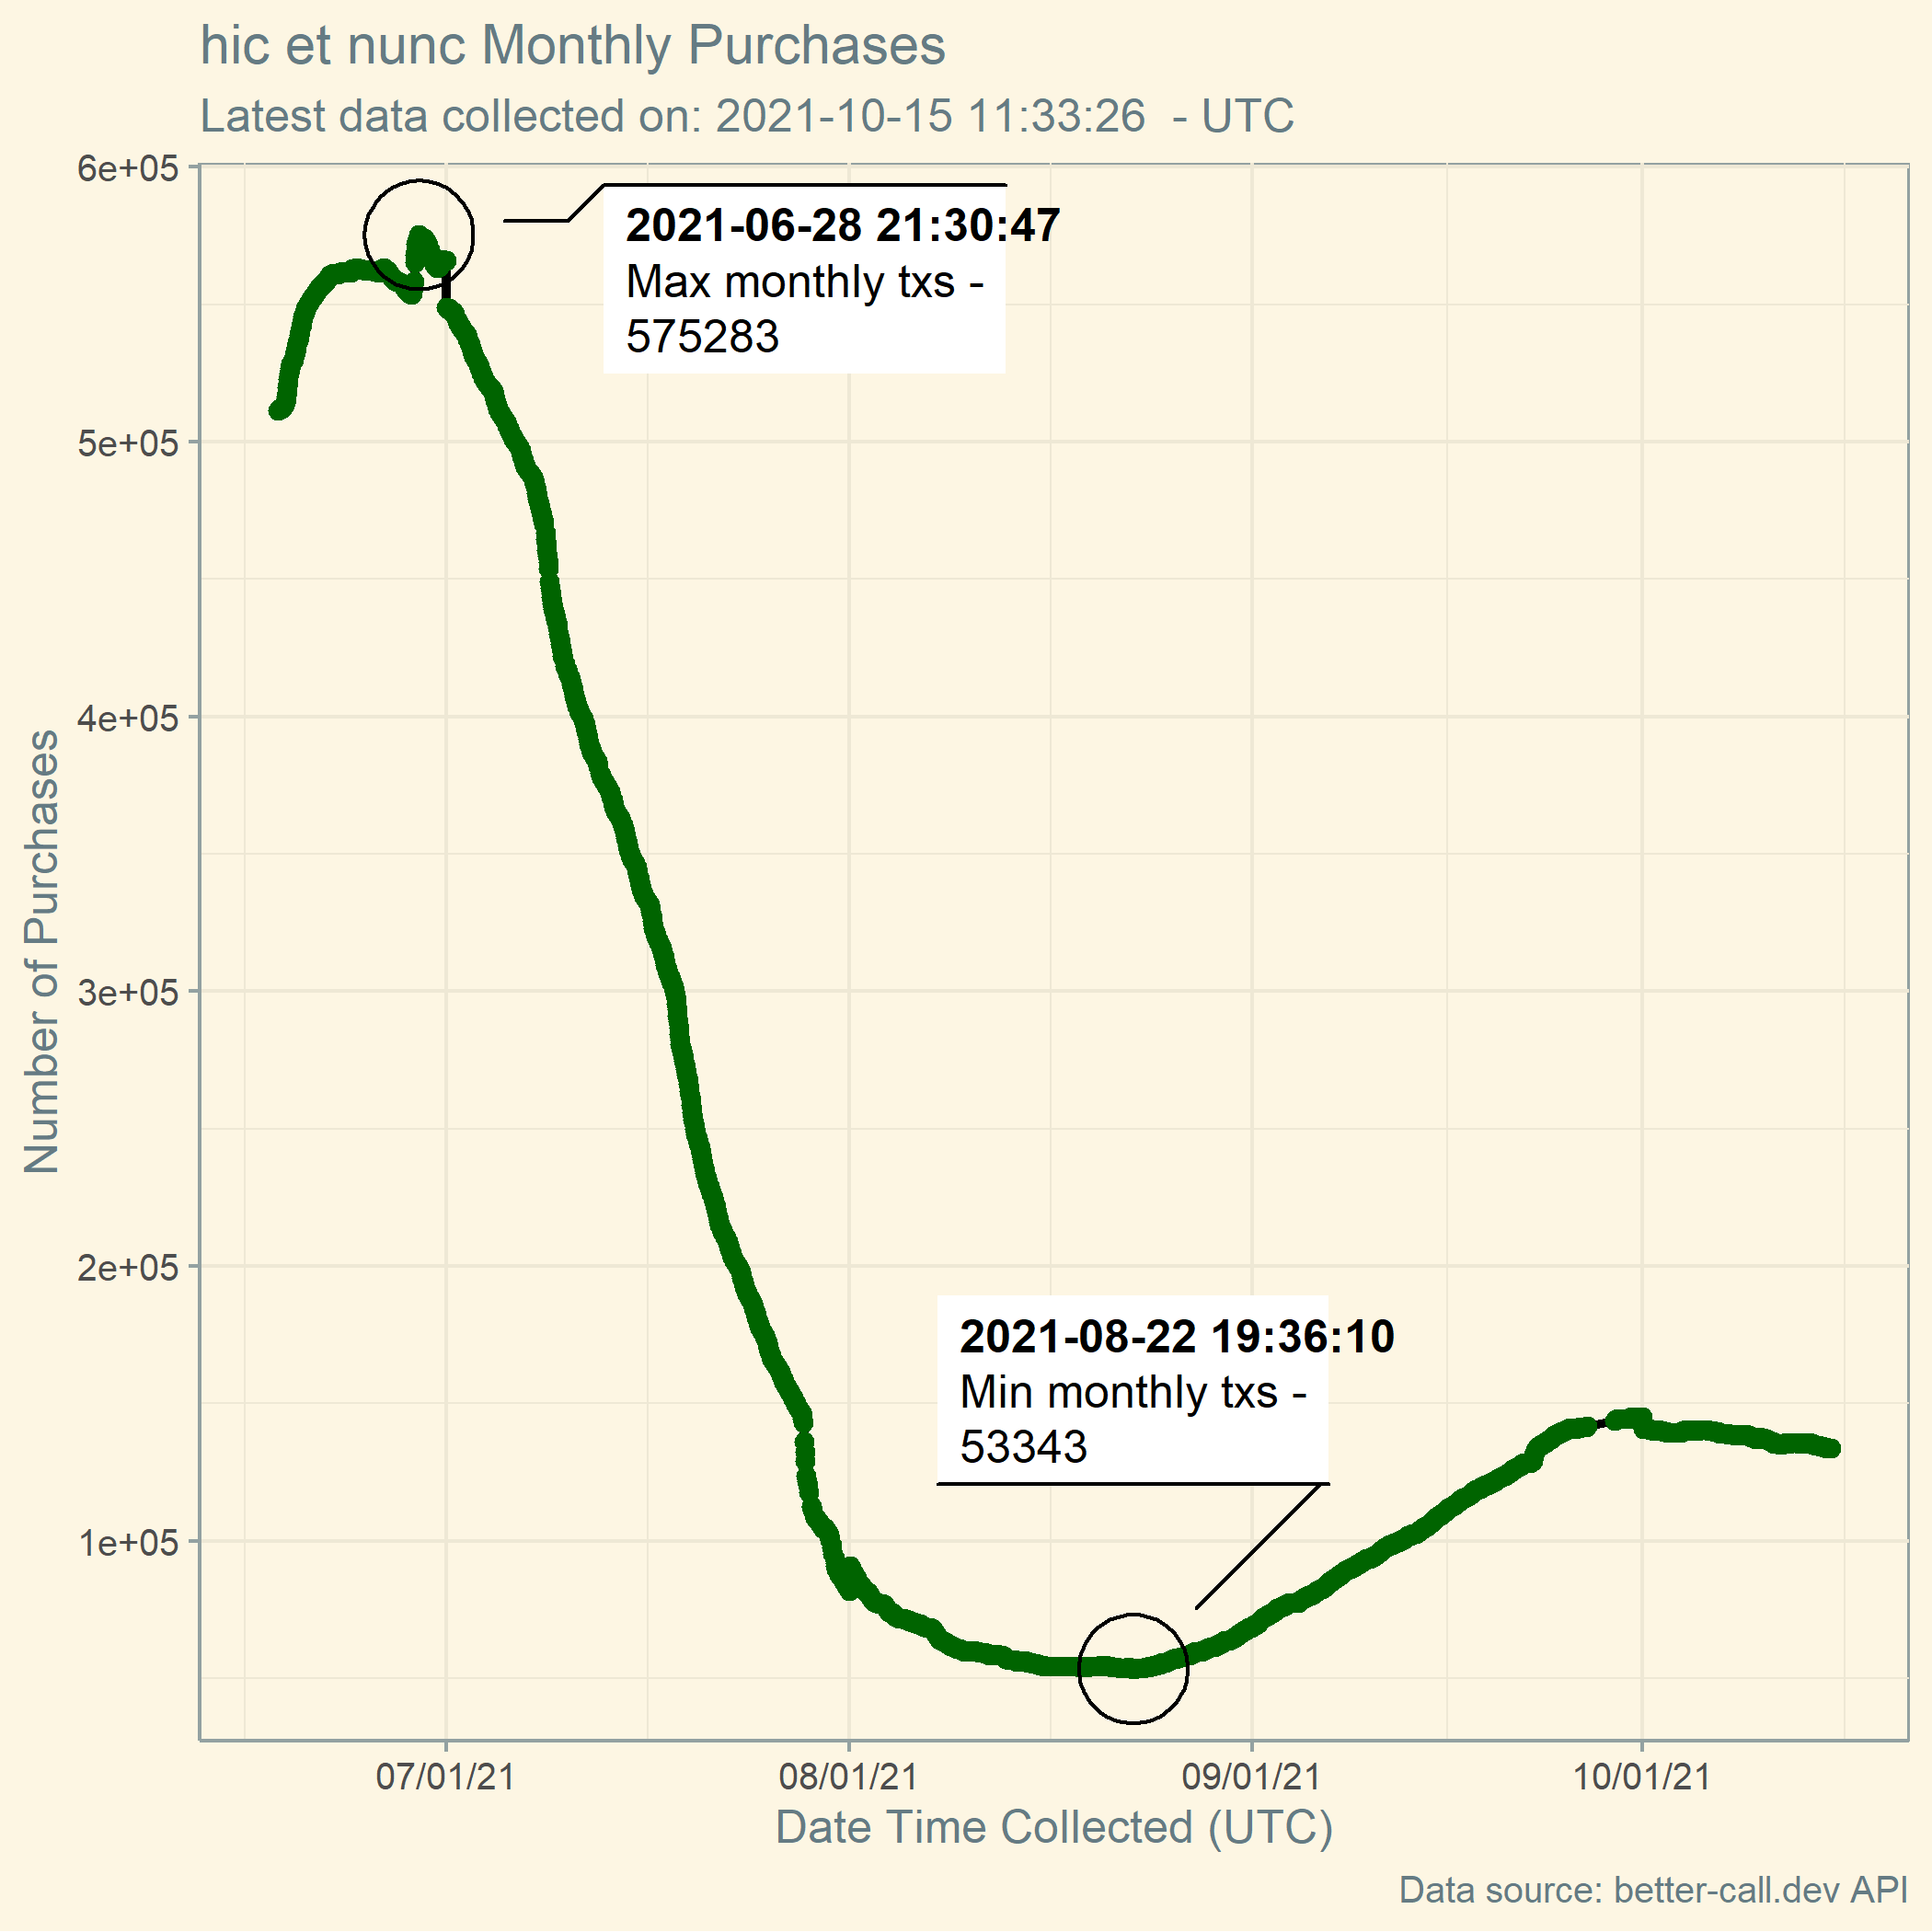 hic et nunc Monthly Purchases
Latest data collected on: 2021-10-15 11:33:26  - UTC
6e+05
5e+05
4e+05
3e+05
2e+05
1e+05
Number of Purchases
2021-06-28 21:30:47
Max monthly txs -
575283
2021-08-22 19:36:10
Min monthly txs -
53343
07/01/21
08/01/21
09/01/21
10/01/21
Date Time Collected (UTC)
Data source: better-call.dev API